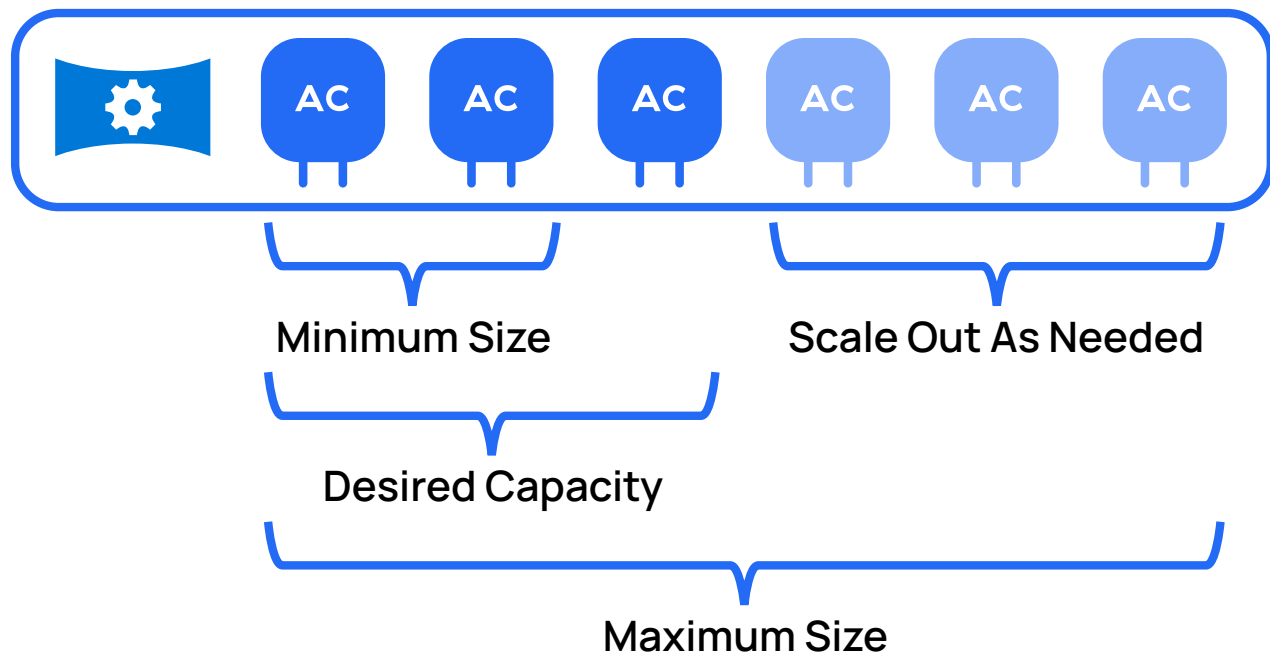 AC AC AC AC AC AC
Minimum Size Scale Out As Needed
Desired Capacity
Maximum Size